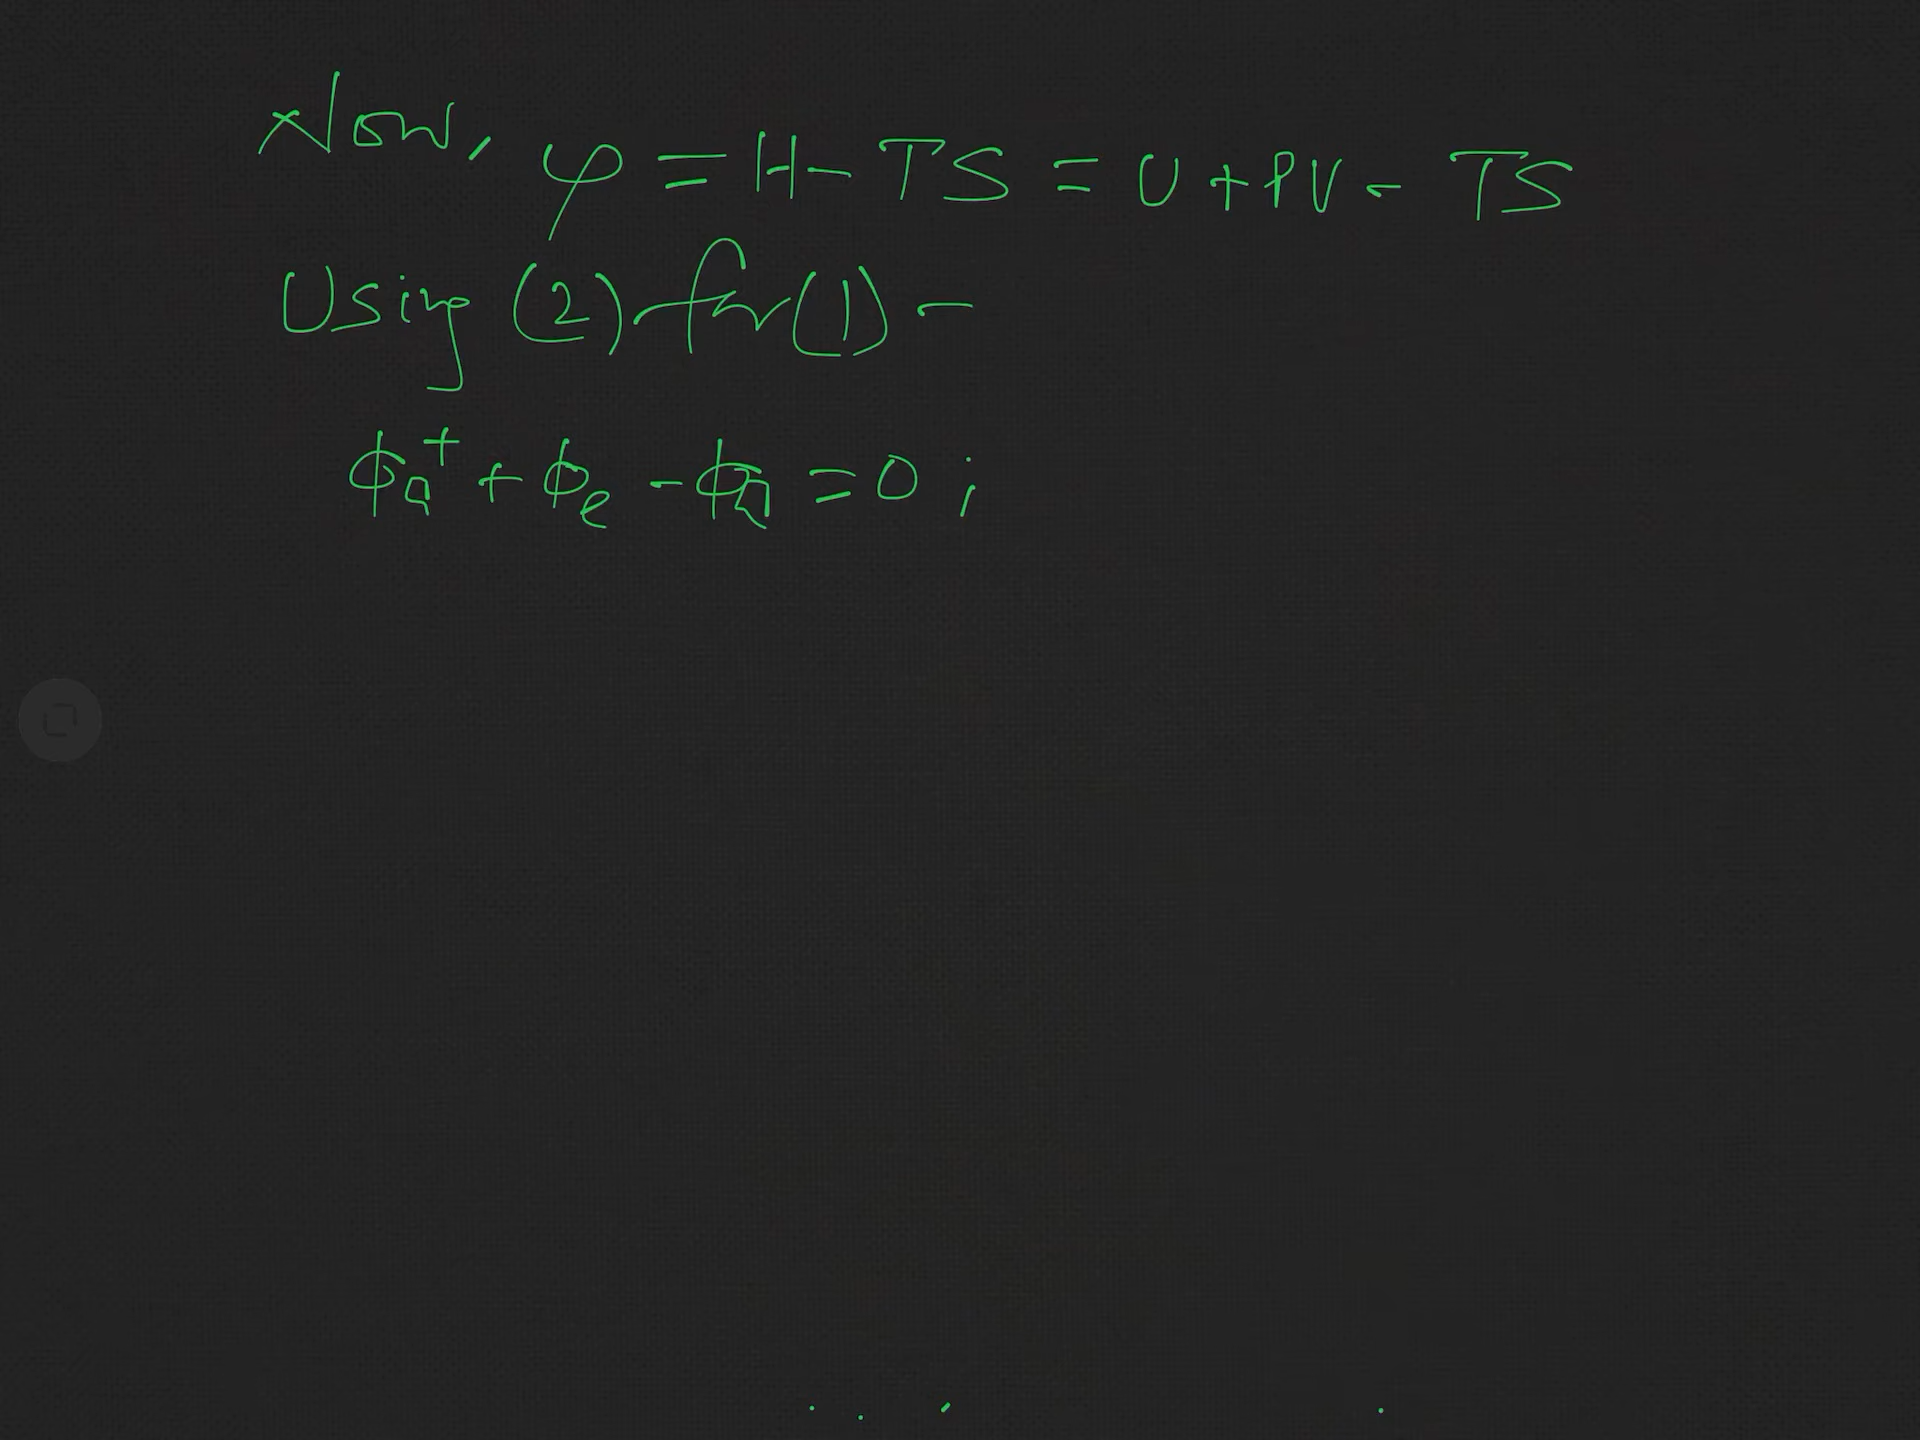 Now, φ = H - TS = U + PV - TS
Using (2) for (1) -
ϕ_a^+ + ϕ_e - ϕ_a = 0 ;